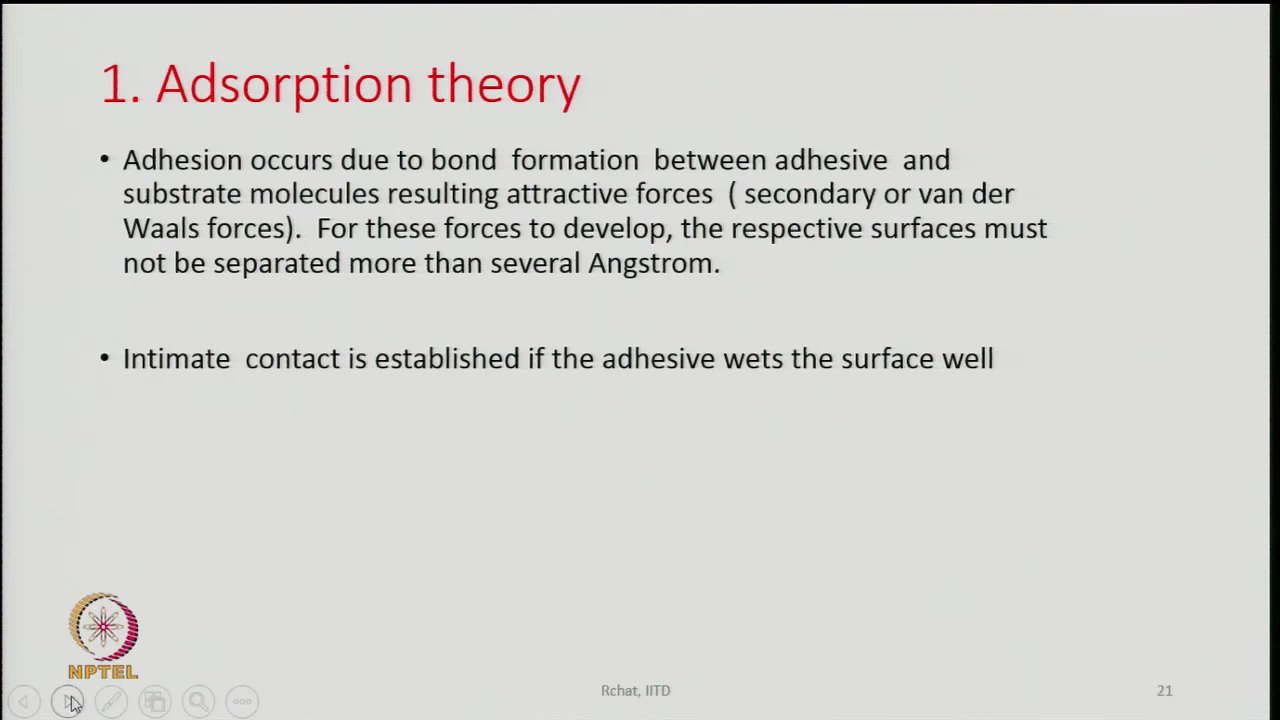 1. Adsorption theory
• Adhesion occurs due to bond formation between adhesive and
substrate molecules resulting attractive forces ( secondary or van der
Waals forces). For these forces to develop, the respective surfaces must
not be separated more than several Angstrom.
• Intimate contact is established if the adhesive wets the surface well
NPTEL
Rchat, IITD
21